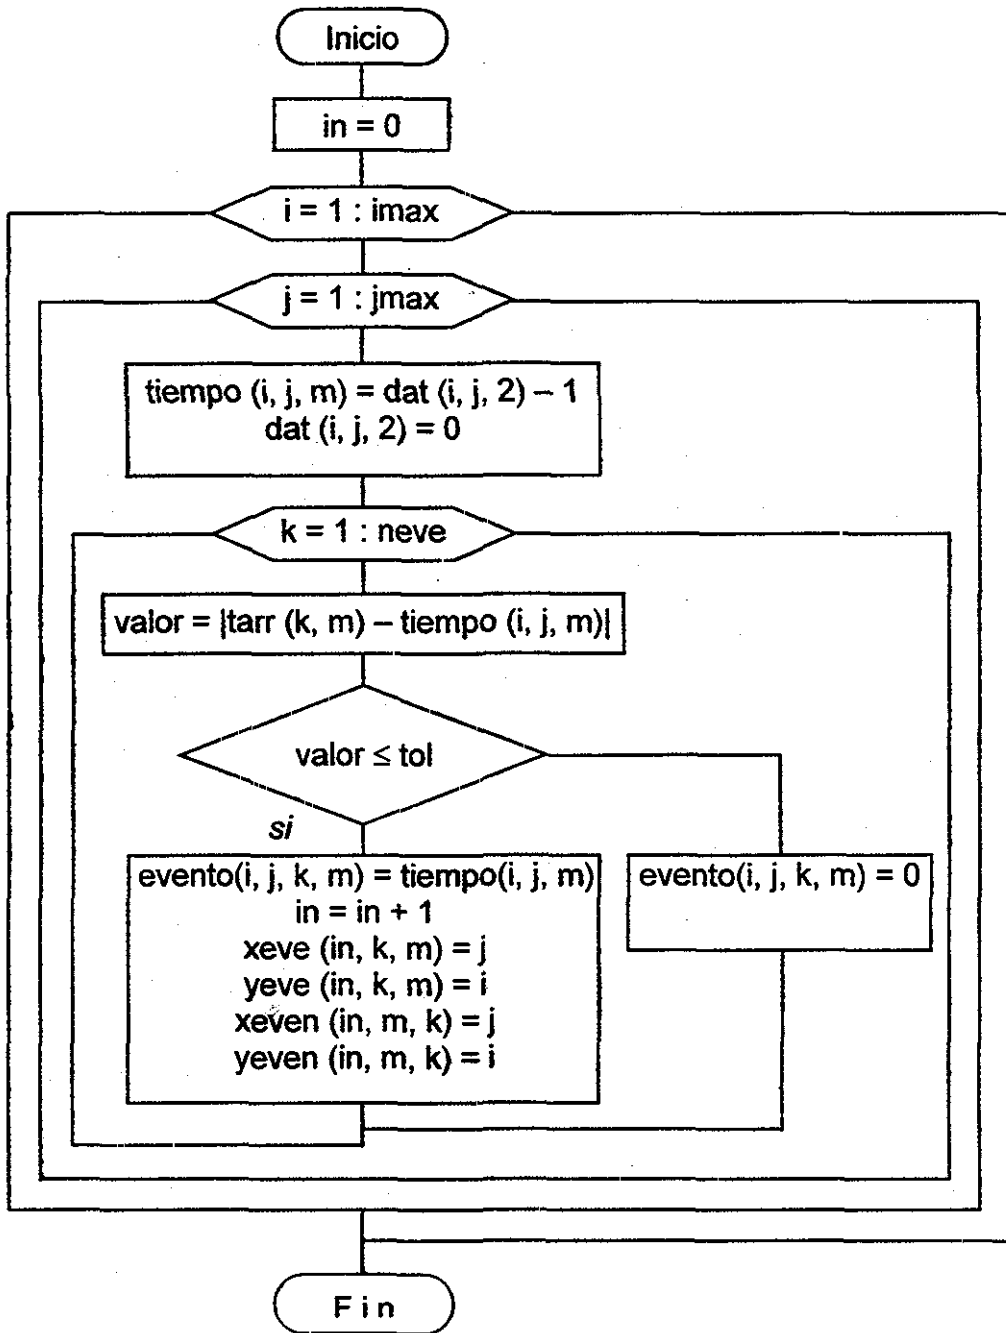 Inicio
in = 0
i = 1 : imax
j = 1 : jmax
tiempo (i, j, m) = dat (i, j, 2) – 1
dat (i, j, 2) = 0
k = 1 : neve
valor = |tarr (k, m) – tiempo (i, j, m)|
valor ≤ tol
si
evento(i, j, k, m) = tiempo(i, j, m)
in = in + 1
xeve (in, k, m) = j
yeve (in, k, m) = i
xeven (in, m, k) = j
yeven (in, m, k) = i
evento(i, j, k, m) = 0
F i n